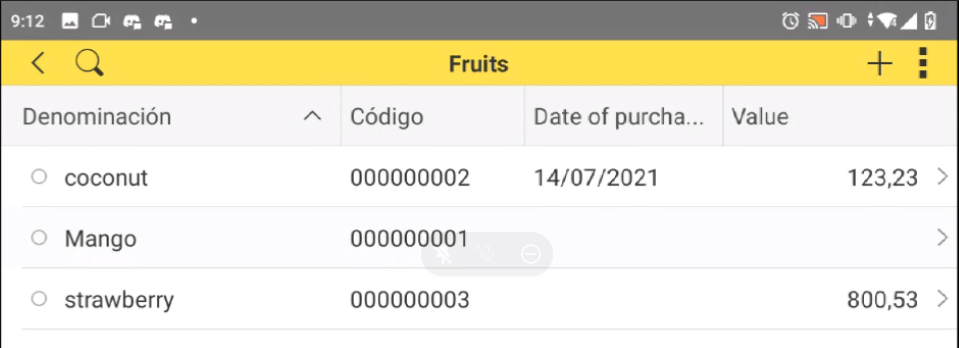 9:12
Fruits
Denominación Código Date of purcha... Value
coconut 000000002 14/07/2021 123,23
Mango 000000001
strawberry 000000003 800,53